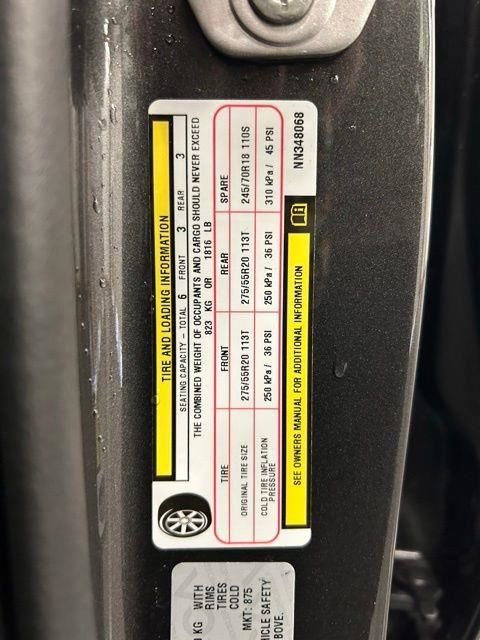 TIRE AND LOADING INFORMATION
SEATING CAPACITY – TOTAL 6 FRONT 3 REAR 3
THE COMBINED WEIGHT OF OCCUPANTS AND CARGO SHOULD NEVER EXCEED
823 KG OR 1816 LB
TIRE FRONT REAR SPARE
ORIGINAL TIRE SIZE 275/55R20 113T 275/55R20 113T 245/70R18 110S
COLD TIRE INFLATION
PRESSURE 250 kPa / 36 PSI 250 kPa / 36 PSI 310 kPa / 45 PSI
SEE OWNERS MANUAL FOR ADDITIONAL INFORMATION
NN348068
KG WITH
RIMS
TIRES
COLD
MKT: 875
SAFETY